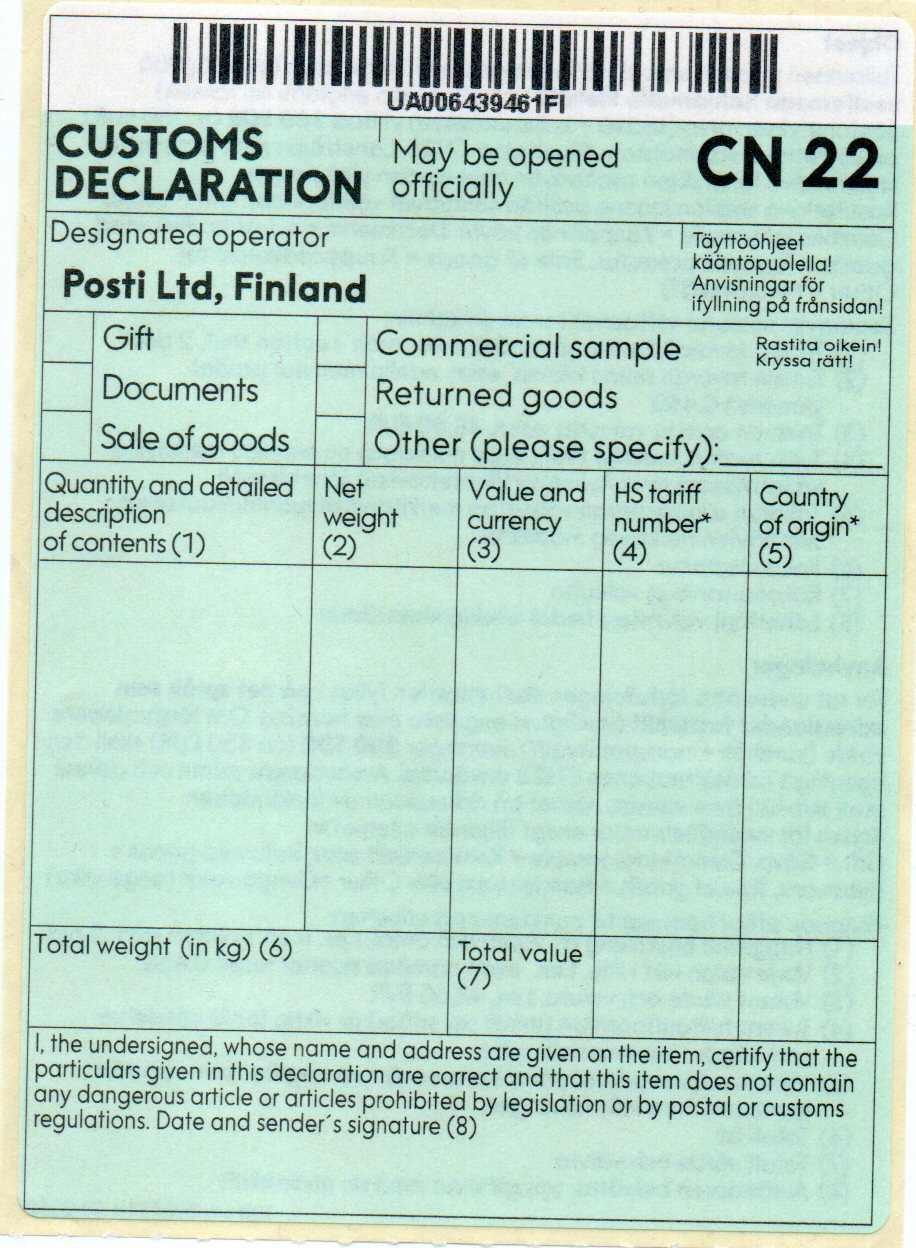 UA006439461FI
CUSTOMS
DECLARATION
May be opened
officially
CN 22
Designated operator
Posti Ltd, Finland
Täyttöohjeet
kääntöpuolella!
Anvisningar för
ifyllning på frånsidan!
Gift
Documents
Sale of goods
Commercial sample
Returned goods
Other (please specify):
Rastita oikein!
Kryssa rätt!
Quantity and detailed
description
of contents (1)
Net
weight
(2)
Value and
currency
(3)
HS tariff
number*
(4)
Country
of origin*
(5)
Total weight (in kg) (6)
Total value
(7)
I, the undersigned, whose name and address are given on the item, certify that the
particulars given in this declaration are correct and that this item does not contain
any dangerous article or articles prohibited by legislation or by postal or customs
regulations. Date and sender´s signature (8)